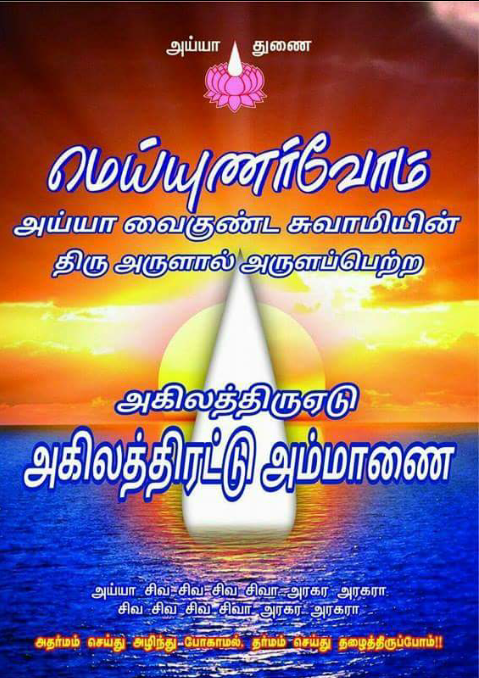 அய்யா துணை
மெய்யுணர்வோம்
அய்யா வைகுண்ட சுவாமியின்
திரு அருளால் அருளப்பெற்ற
அகிலத்திருஏடு
அகிலத்திரட்டு அம்மானை
அய்யா சிவ சிவ சிவ சிவா அரகர அரகரா
சிவ சிவ சிவ சிவா அரகர அரகரா
அதர்மம் செய்து அழிந்து போகாமல், தர்மம் செய்து தழைத்திருப்போம்!!